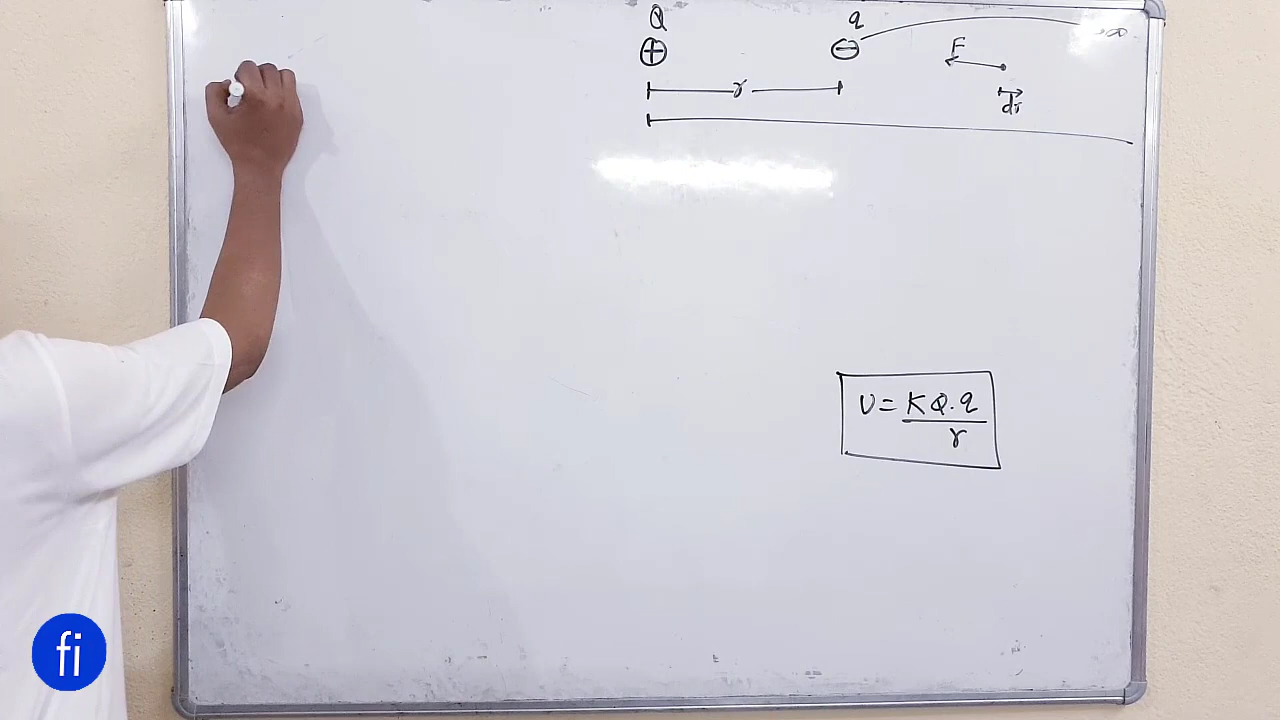 Q q
⊕ ⊖ ∞
F
r
dr
U = KQ.q
r
fi